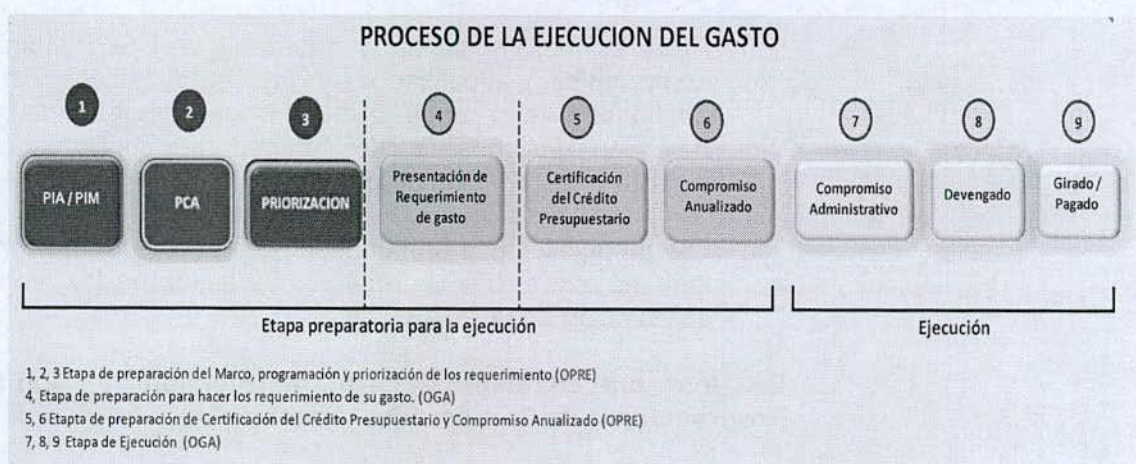 PROCESO DE LA EJECUCION DEL GASTO
1
2
3
4
5
6
7
8
9
PIA / PIM
PCA
PRIORIZACION
Presentación de
Requerimiento
de gasto
Certificación
del Crédito
Presupuestario
Compromiso
Anualizado
Compromiso
Administrativo
Devengado
Girado /
Pagado
Etapa preparatoria para la ejecución
Ejecución
1, 2, 3 Etapa de preparación del Marco, programación y priorización de los requerimiento (OPRE)
4, Etapa de preparación para hacer los requerimiento de su gasto. (OGA)
5, 6 Etapta de preparación de Certificación del Crédito Presupuestario y Compromiso Anualizado (OPRE)
7, 8, 9 Etapa de Ejecución (OGA)